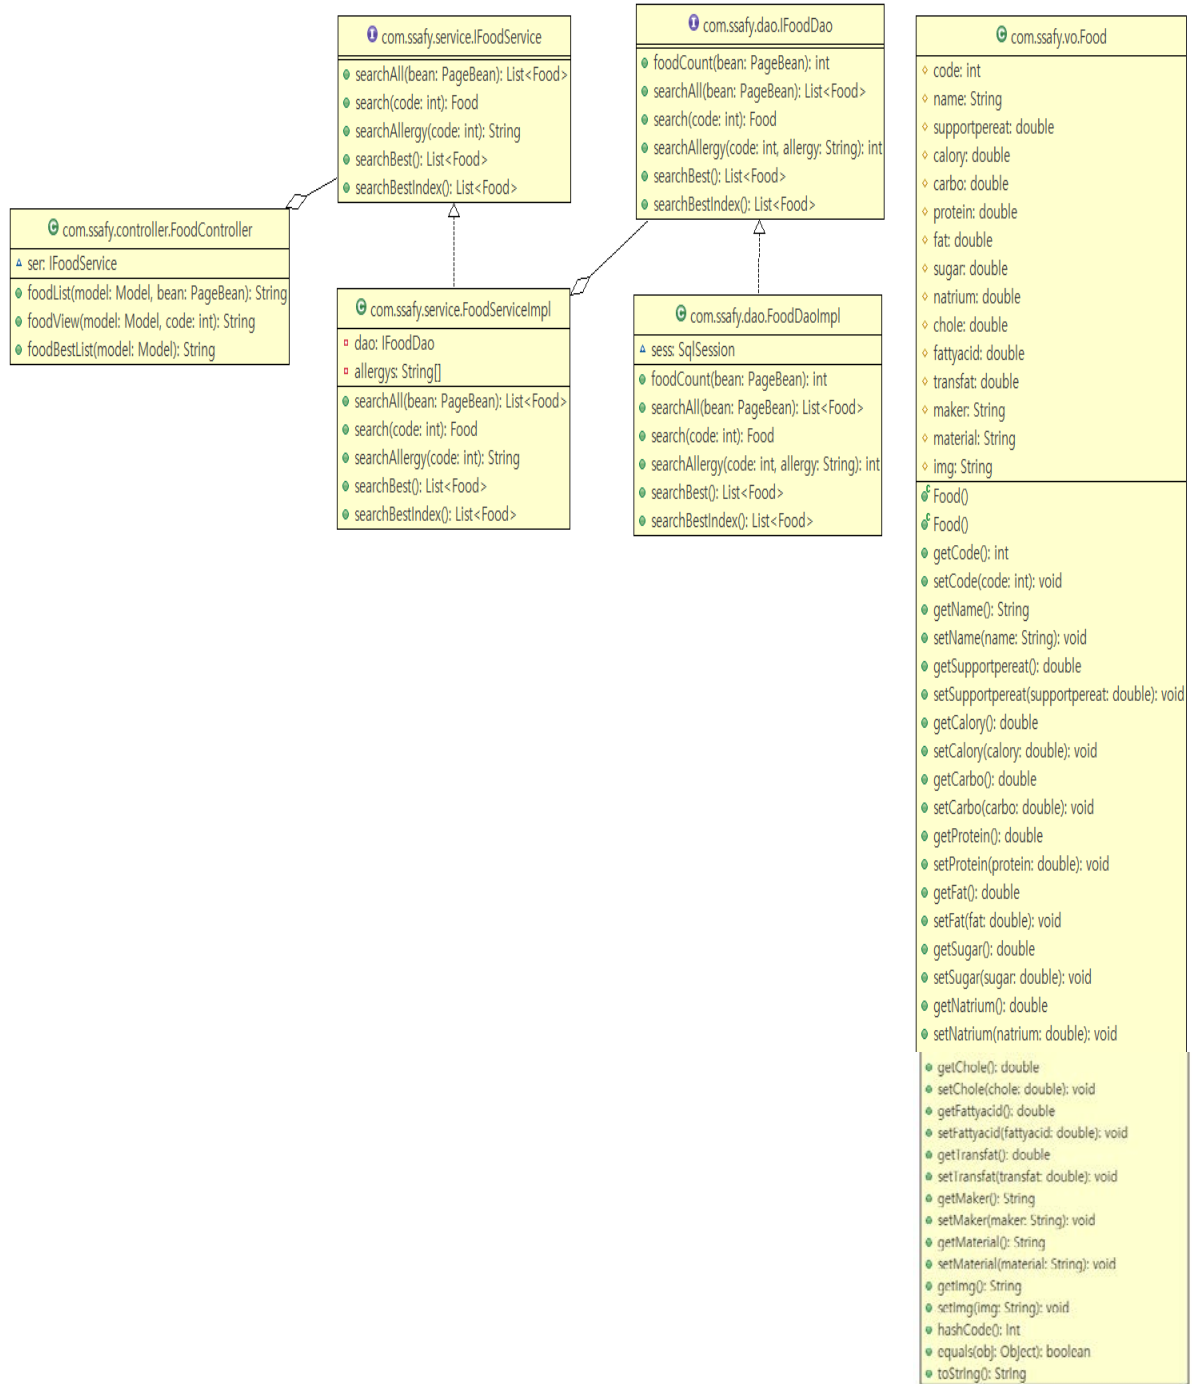 com.ssafy.service.IFoodService
searchAll(bean: PageBean): List<Food>
search(code: int): Food
searchAllergy(code: int): String
searchBest(): List<Food>
searchBestIndex(): List<Food>
com.ssafy.dao.IFoodDao
foodCount(bean: PageBean): int
searchAll(bean: PageBean): List<Food>
search(code: int): Food
searchAllergy(code: int, allergy: String): int
searchBest(): List<Food>
searchBestIndex(): List<Food>
com.ssafy.controller.FoodController
ser: IFoodService
foodList(model: Model, bean: PageBean): String
foodView(model: Model, code: int): String
foodBestList(model: Model): String
com.ssafy.service.FoodServiceImpl
dao: IFoodDao
allergys: String[]
searchAll(bean: PageBean): List<Food>
search(code: int): Food
searchAllergy(code: int): String
searchBest(): List<Food>
searchBestIndex(): List<Food>
com.ssafy.dao.FoodDaoImpl
sess: SqlSession
foodCount(bean: PageBean): int
searchAll(bean: PageBean): List<Food>
search(code: int): Food
searchAllergy(code: int, allergy: String): int
searchBest(): List<Food>
searchBestIndex(): List<Food>
com.ssafy.vo.Food
code: int
name: String
supportpereat: double
calory: double
carbo: double
protein: double
fat: double
sugar: double
natrium: double
chole: double
fattyacid: double
transfat: double
maker: String
material: String
img: String
Food()
Food()
getCode(): int
setCode(code: int): void
getName(): String
setName(name: String): void
getSupportpereat(): double
setSupportpereat(supportpereat: double): void
getCalory(): double
setCalory(calory: double): void
getCarbo(): double
setCarbo(carbo: double): void
getProtein(): double
setProtein(protein: double): void
getFat(): double
setFat(fat: double): void
getSugar(): double
setSugar(sugar: double): void
getNatrium(): double
setNatrium(natrium: double): void
getChole(): double
setChole(chole: double): void
getFattyacid(): double
setFattyacid(fattyacid: double): void
getTransfat(): double
setTransfat(transfat: double): void
getMaker(): String
setMaker(maker: String): void
getMaterial(): String
setMaterial(material: String): void
getImg(): String
setImg(img: String): void
hashCode(): int
equals(obj: Object): boolean
toString(): String